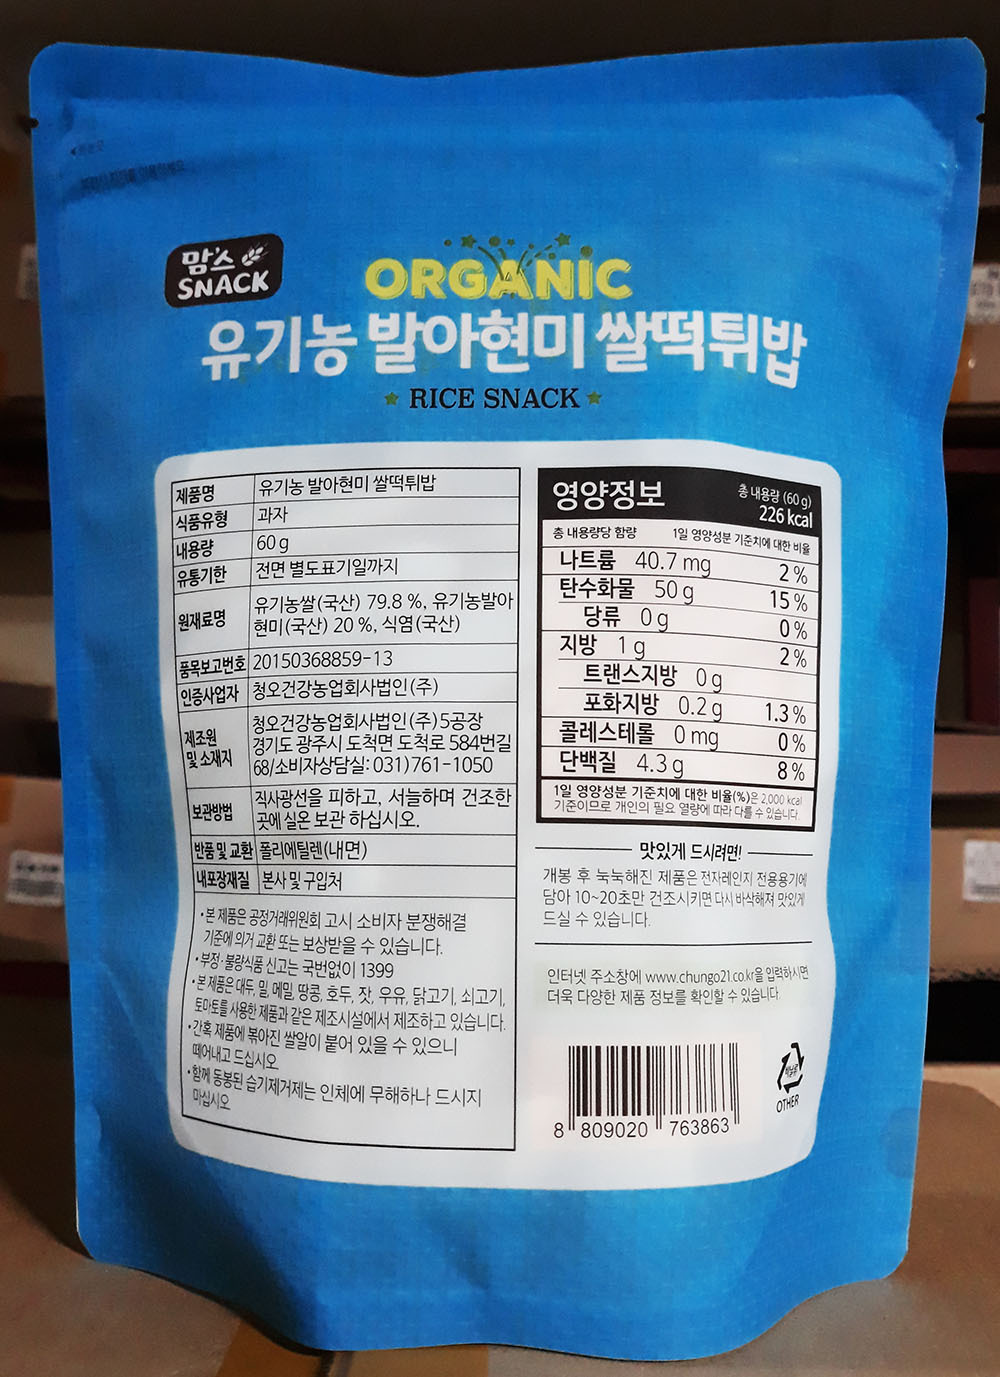 맘's
SNACK
ORGANIC
유기농 발아현미 쌀떡튀밥
RICE SNACK
제품명 유기농 발아현미 쌀떡튀밥
식품유형 과자
내용량 60 g
유통기한 전면 별도표기일까지
원재료명 유기농쌀(국산) 79.8 %, 유기농발아
현미(국산) 20 %, 식염(국산)
품목보고번호 20150368859-13
인증사업자 청오건강농업회사법인(주)
제조원
및 소재지
청오건강농업회사법인(주)5공장
경기도 광주시 도척면 도척로 584번길
68/소비자상담실: 031)761-1050
보관방법 직사광선을 피하고, 서늘하며 건조한
곳에 실온 보관 하십시오.
반품 및 교환 폴리에틸렌(내면)
내포장재질 본사 및 구입처
•본 제품은 공정거래위원회 고시 소비자 분쟁해결
기준에 의거 교환 또는 보상받을 수 있습니다.
•부정·불량식품 신고는 국번없이 1399
•본 제품은 대두, 밀, 메밀, 땅콩, 호두, 잣, 우유, 닭고기, 쇠고기,
토마토를 사용한 제품과 같은 제조시설에서 제조하고 있습니다.
•간혹 제품에 볶아진 쌀알이 붙어 있을 수 있으니
떼어내고 드십시오
•함께 동봉된 습기제거제는 인체에 무해하나 드시지
마십시오
영양정보
총 내용량 (60 g)
226 kcal
총 내용량당 함량 1일 영양성분 기준치에 대한 비율
나트륨 40.7 mg 2 %
탄수화물 50 g 15 %
당류 0 g 0 %
지방 1 g 2 %
트랜스지방 0 g
포화지방 0.2 g 1.3 %
콜레스테롤 0 mg 0 %
단백질 4.3 g 8 %
1일 영양성분 기준치에 대한 비율(%)은 2,000 kcal
기준이므로 개인의 필요 열량에 따라 다를 수 있습니다.
맛있게 드시려면!
개봉 후 눅눅해진 제품은 전자레인지 전용용기에
담아 10~20초만 건조시키면 다시 바삭해져 맛있게
드실 수 있습니다.
인터넷 주소창에 www.chungo21.co.kr을 입력하시면
더욱 다양한 제품 정보를 확인할 수 있습니다
8 809020 763863
OTHER